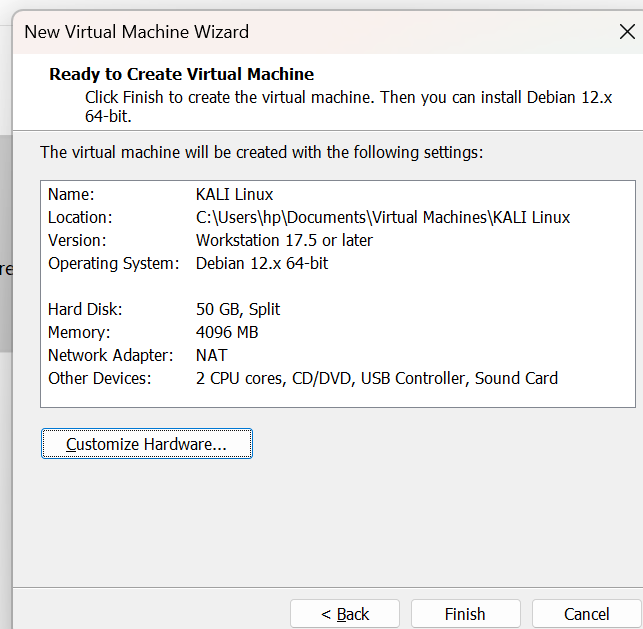 New Virtual Machine Wizard
Ready to Create Virtual Machine
Click Finish to create the virtual machine. Then you can install Debian 12.x
64-bit.
The virtual machine will be created with the following settings:
Name: KALI Linux
Location: C:\Users\hp\Documents\Virtual Machines\KALI Linux
Version: Workstation 17.5 or later
Operating System: Debian 12.x 64-bit
re
Hard Disk: 50 GB, Split
Memory: 4096 MB
Network Adapter: NAT
Other Devices: 2 CPU cores, CD/DVD, USB Controller, Sound Card
Customize Hardware...
< Back Finish Cancel